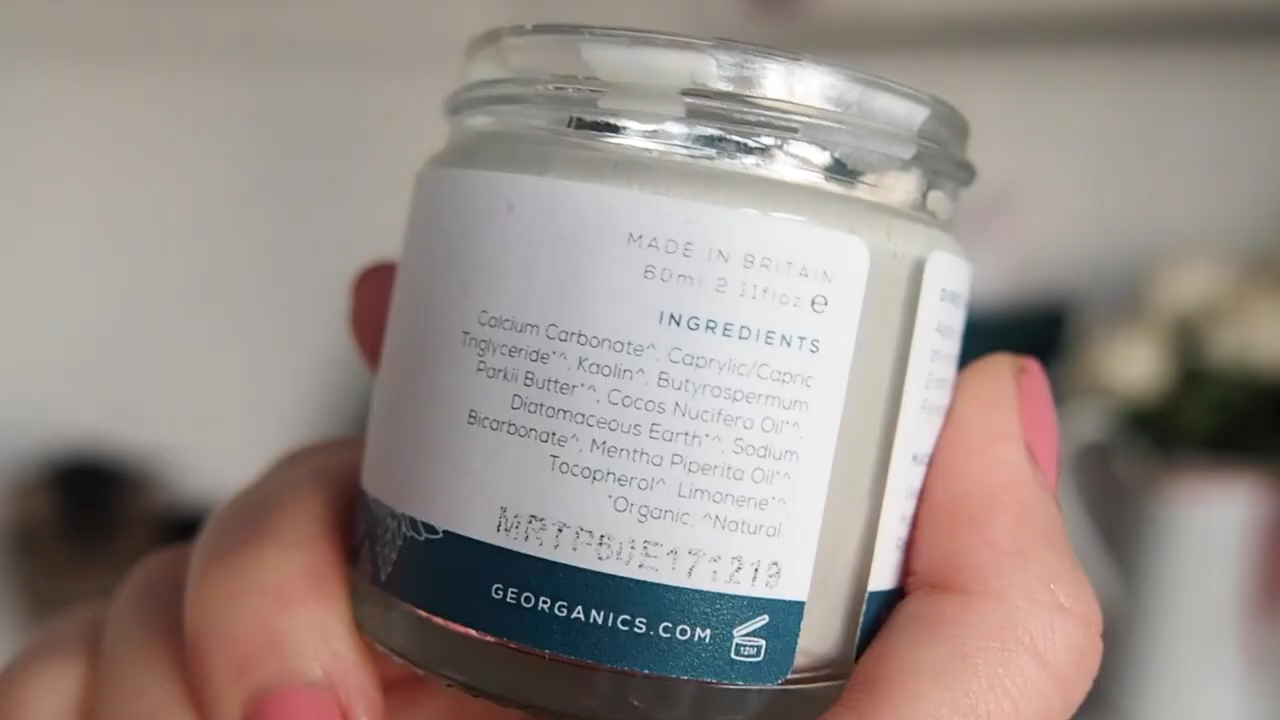 MADE IN BRITAIN
60ml 2.11floz e
INGREDIENTS
Calcium Carbonate^, Caprylic/Capric
Triglyceride*^, Kaolin^, Butyrospermum
Parkii Butter*^, Cocos Nucifera Oil*^,
Diatomaceous Earth*^, Sodium
Bicarbonate^, Mentha Piperita Oil*^
Tocopherol^, Limonene*^
*Organic, ^Natural
MRTP60E171219
GEORGANICS.COM
12M